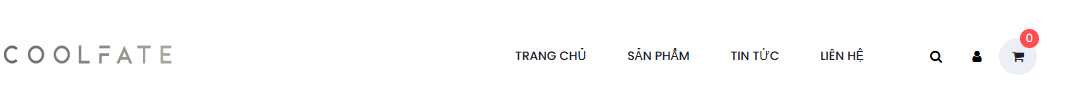 COOLFATE TRANG CHỦ SẢN PHẨM TIN TỨC LIÊN HỆ 0